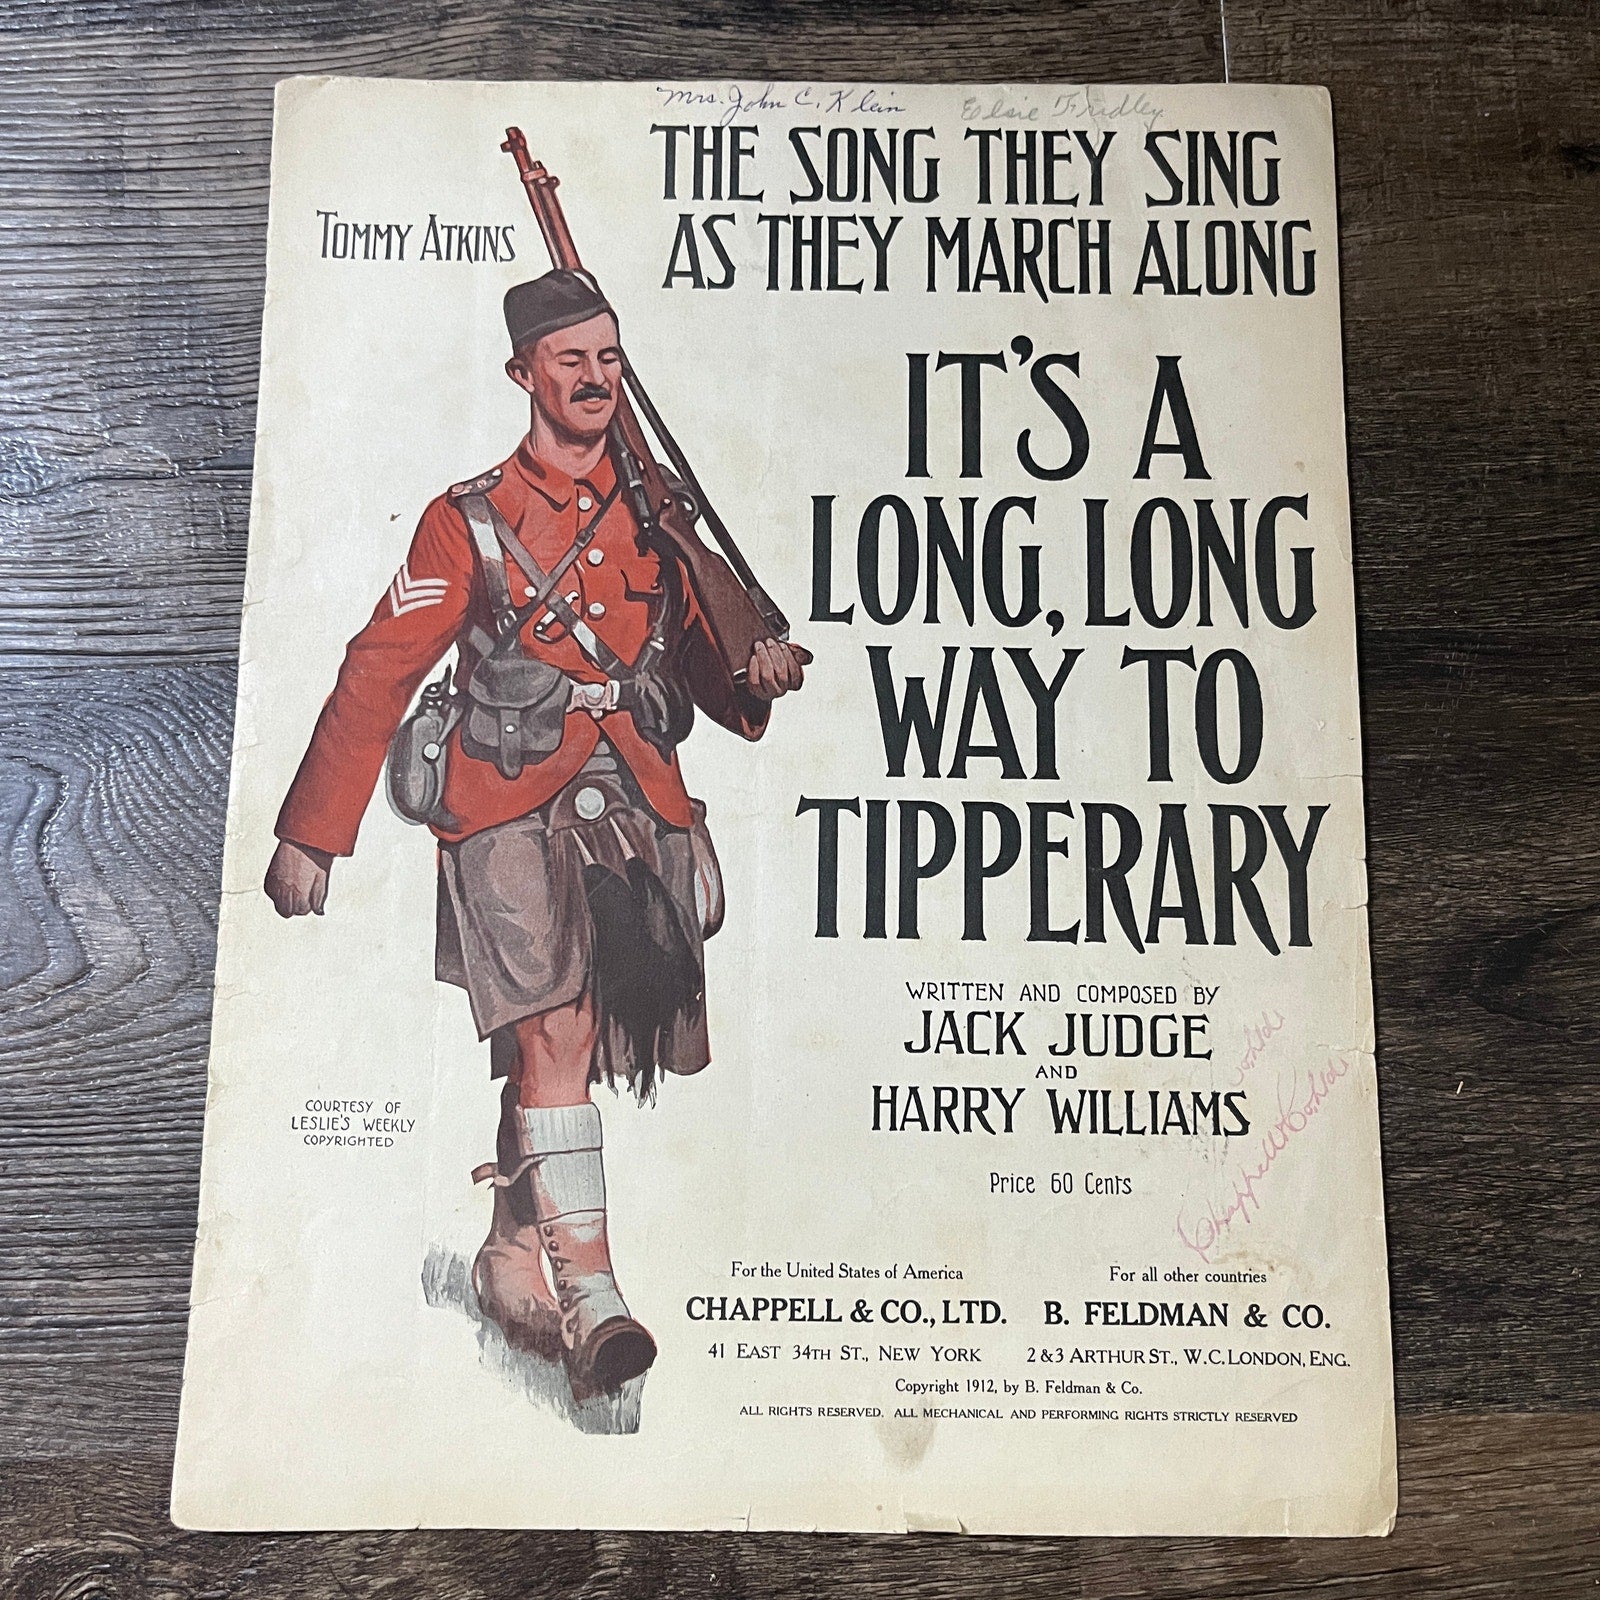 Mrs. John C. Klein
Elsie Fridley
THE SONG THEY SING
AS THEY MARCH ALONG
TOMMY ATKINS
IT'S A
LONG, LONG
WAY TO
TIPPERARY
WRITTEN AND COMPOSED BY
JACK JUDGE
AND
HARRY WILLIAMS
COURTESY OF
LESLIE'S WEEKLY
COPYRIGHTED
Price 60 Cents
For the United States of America
CHAPPELL & CO., LTD.
41 EAST 34TH ST., NEW YORK
For all other countries
B. FELDMAN & CO.
2 & 3 ARTHUR ST., W.C. LONDON, ENG.
Copyright 1912, by B. Feldman & Co.
ALL RIGHTS RESERVED. ALL MECHANICAL AND PERFORMING RIGHTS STRICTLY RESERVED